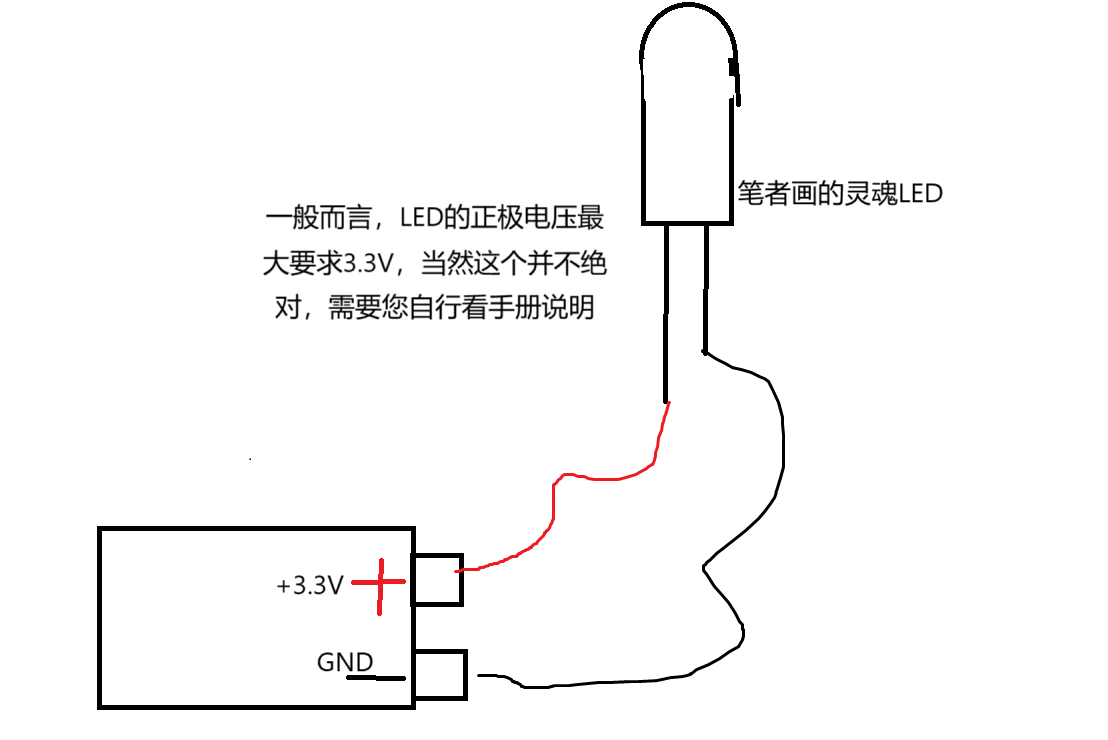 笔者画的灵魂LED
一般而言，LED的正极电压最
大要求3.3V，当然这个并不绝
对，需要您自行看手册说明
+3.3V
GND